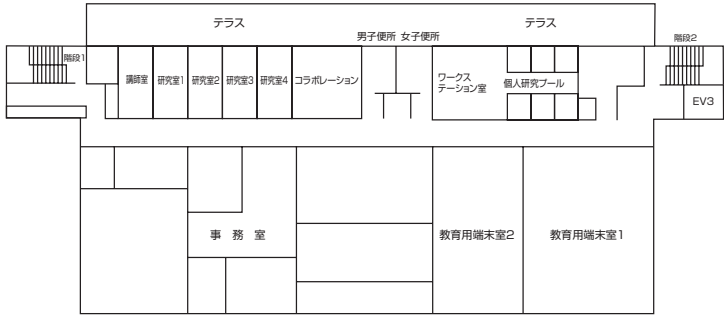 テラス
テラス
男子便所 女子便所
階段1
階段2
講師室
研究室1
研究室2
研究室3
研究室4
コラボレーション
ワークス
テーション室
個人研究プール
EV3
事 務 室
教育用端末室2
教育用端末室1